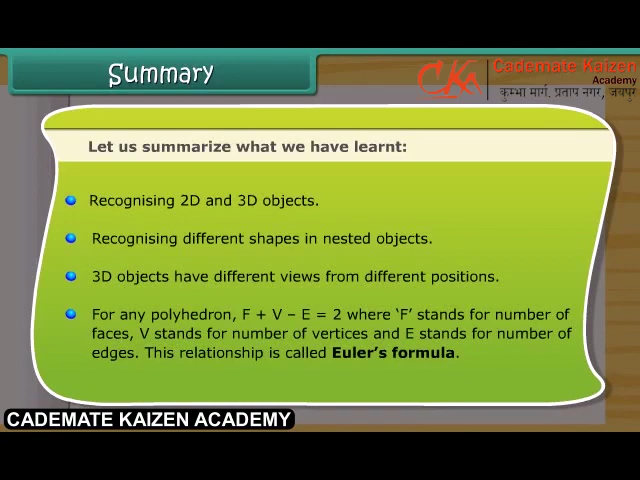 Summary
Cademate Kaizen
CKA
Academy
कुम्भा मार्ग. प्रताप नगर, जयपुर
Let us summarize what we have learnt:
Recognising 2D and 3D objects.
Recognising different shapes in nested objects.
3D objects have different views from different positions.
For any polyhedron, F + V – E = 2 where ‘F’ stands for number of
faces, V stands for number of vertices and E stands for number of
edges. This relationship is called Euler’s formula.
CADEMATE KAIZEN ACADEMY